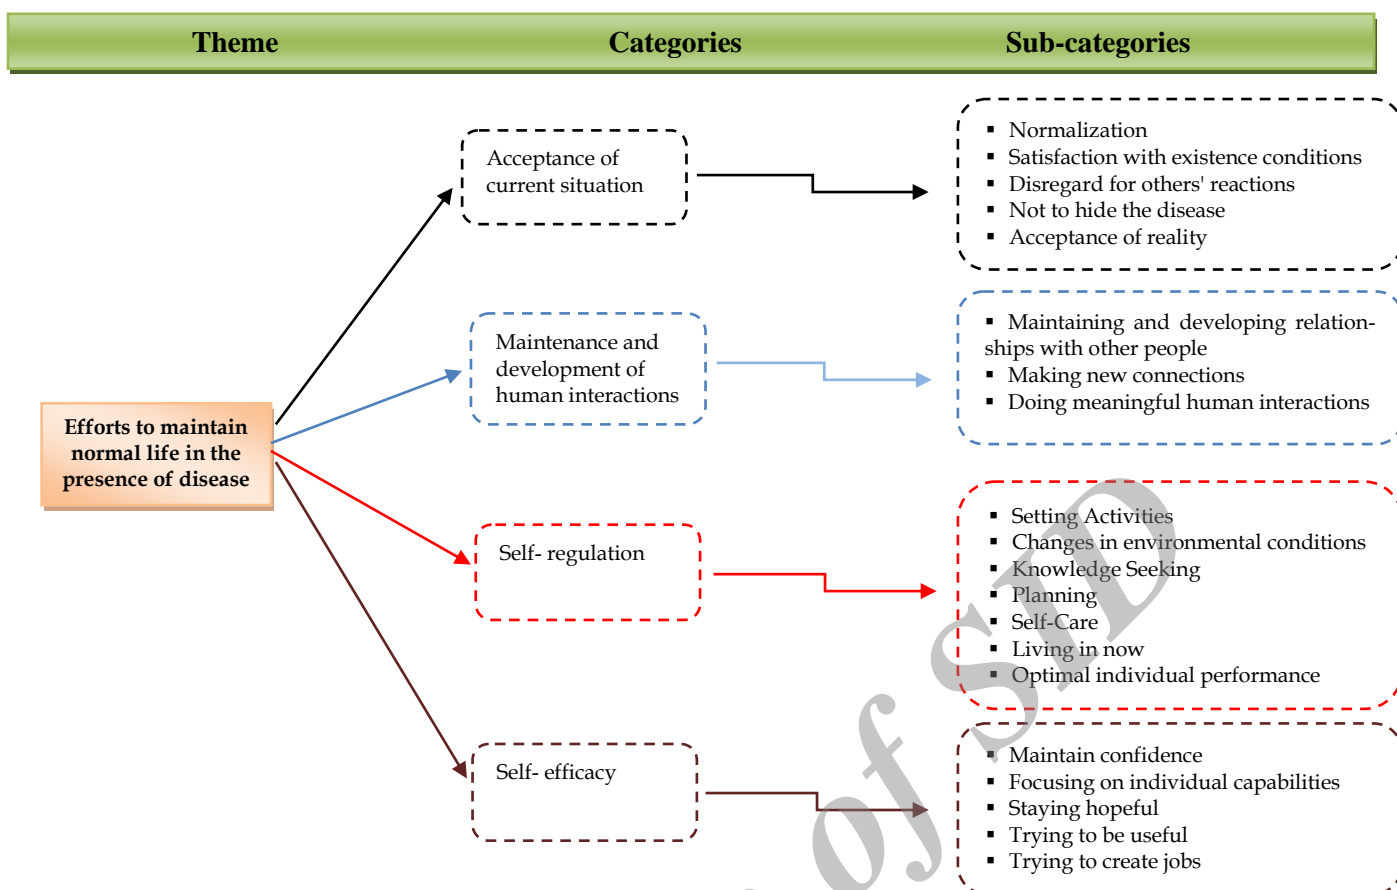 Theme Categories Sub-categories
Acceptance of
current situation
▪ Normalization
▪ Satisfaction with existence conditions
▪ Disregard for others' reactions
▪ Not to hide the disease
▪ Acceptance of reality
Maintenance and
development of
human interactions
▪ Maintaining and developing relation-
ships with other people
▪ Making new connections
▪ Doing meaningful human interactions
Efforts to maintain
normal life in the
presence of disease
Self- regulation
▪ Setting Activities
▪ Changes in environmental conditions
▪ Knowledge Seeking
▪ Planning
▪ Self-Care
▪ Living in now
▪ Optimal individual performance
Self- efficacy
▪ Maintain confidence
▪ Focusing on individual capabilities
▪ Staying hopeful
▪ Trying to be useful
▪ Trying to create jobs
of SID